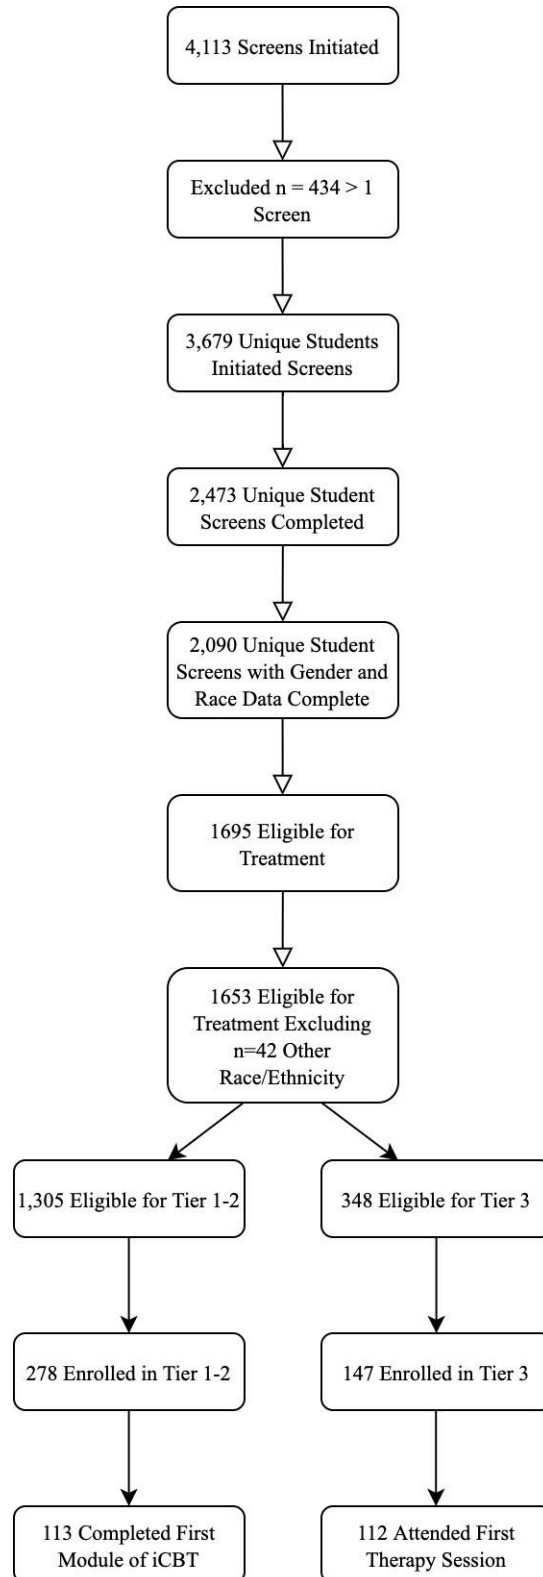 4,113 Screens Initiated
Excluded n = 434 > 1
Screen
3,679 Unique Students
Initiated Screens
2,473 Unique Student
Screens Completed
2,090 Unique Student
Screens with Gender and
Race Data Complete
1695 Eligible for
Treatment
1653 Eligible for
Treatment Excluding
n=42 Other
Race/Ethnicity
1,305 Eligible for Tier 1-2
348 Eligible for Tier 3
278 Enrolled in Tier 1-2
147 Enrolled in Tier 3
113 Completed First
Module of iCBT
112 Attended First
Therapy Session